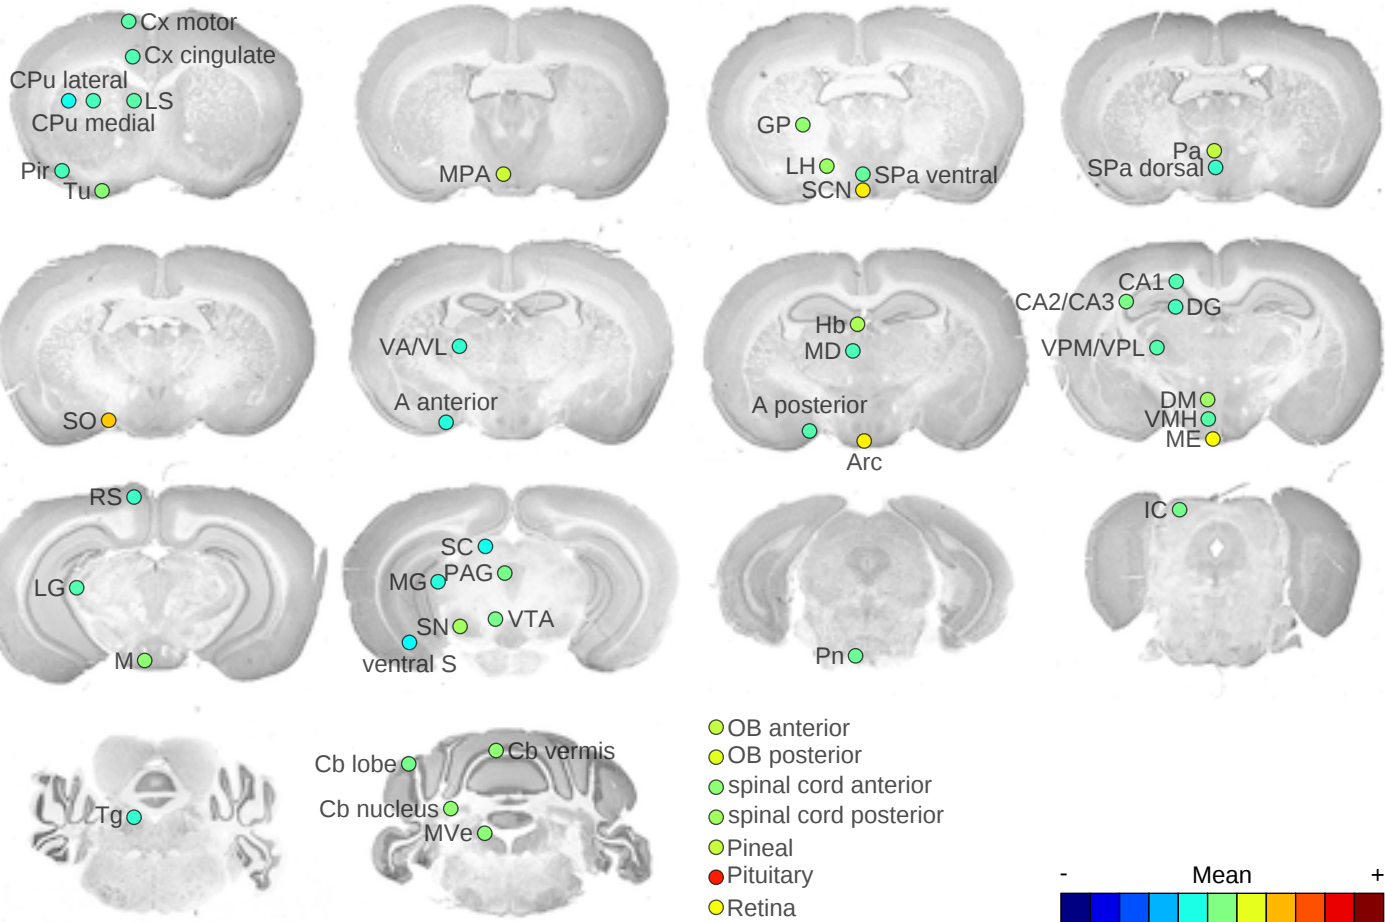 Cx motor
Cx cingulate
CPu lateral
LS
CPu medial
Pir
Tu
MPA
GP
LH
SPa ventral
SCN
Pa
SPa dorsal
SO
VA/VL
A anterior
Hb
MD
A posterior
Arc
CA1
CA2/CA3
DG
VPM/VPL
DM
VMH
ME
RS
LG
M
SC
MG
PAG
SN
VTA
ventral S
Pn
IC
Tg
Cb lobe
Cb vermis
Cb nucleus
MVe
OB anterior
OB posterior
spinal cord anterior
spinal cord posterior
Pineal
Pituitary
Retina
- Mean +